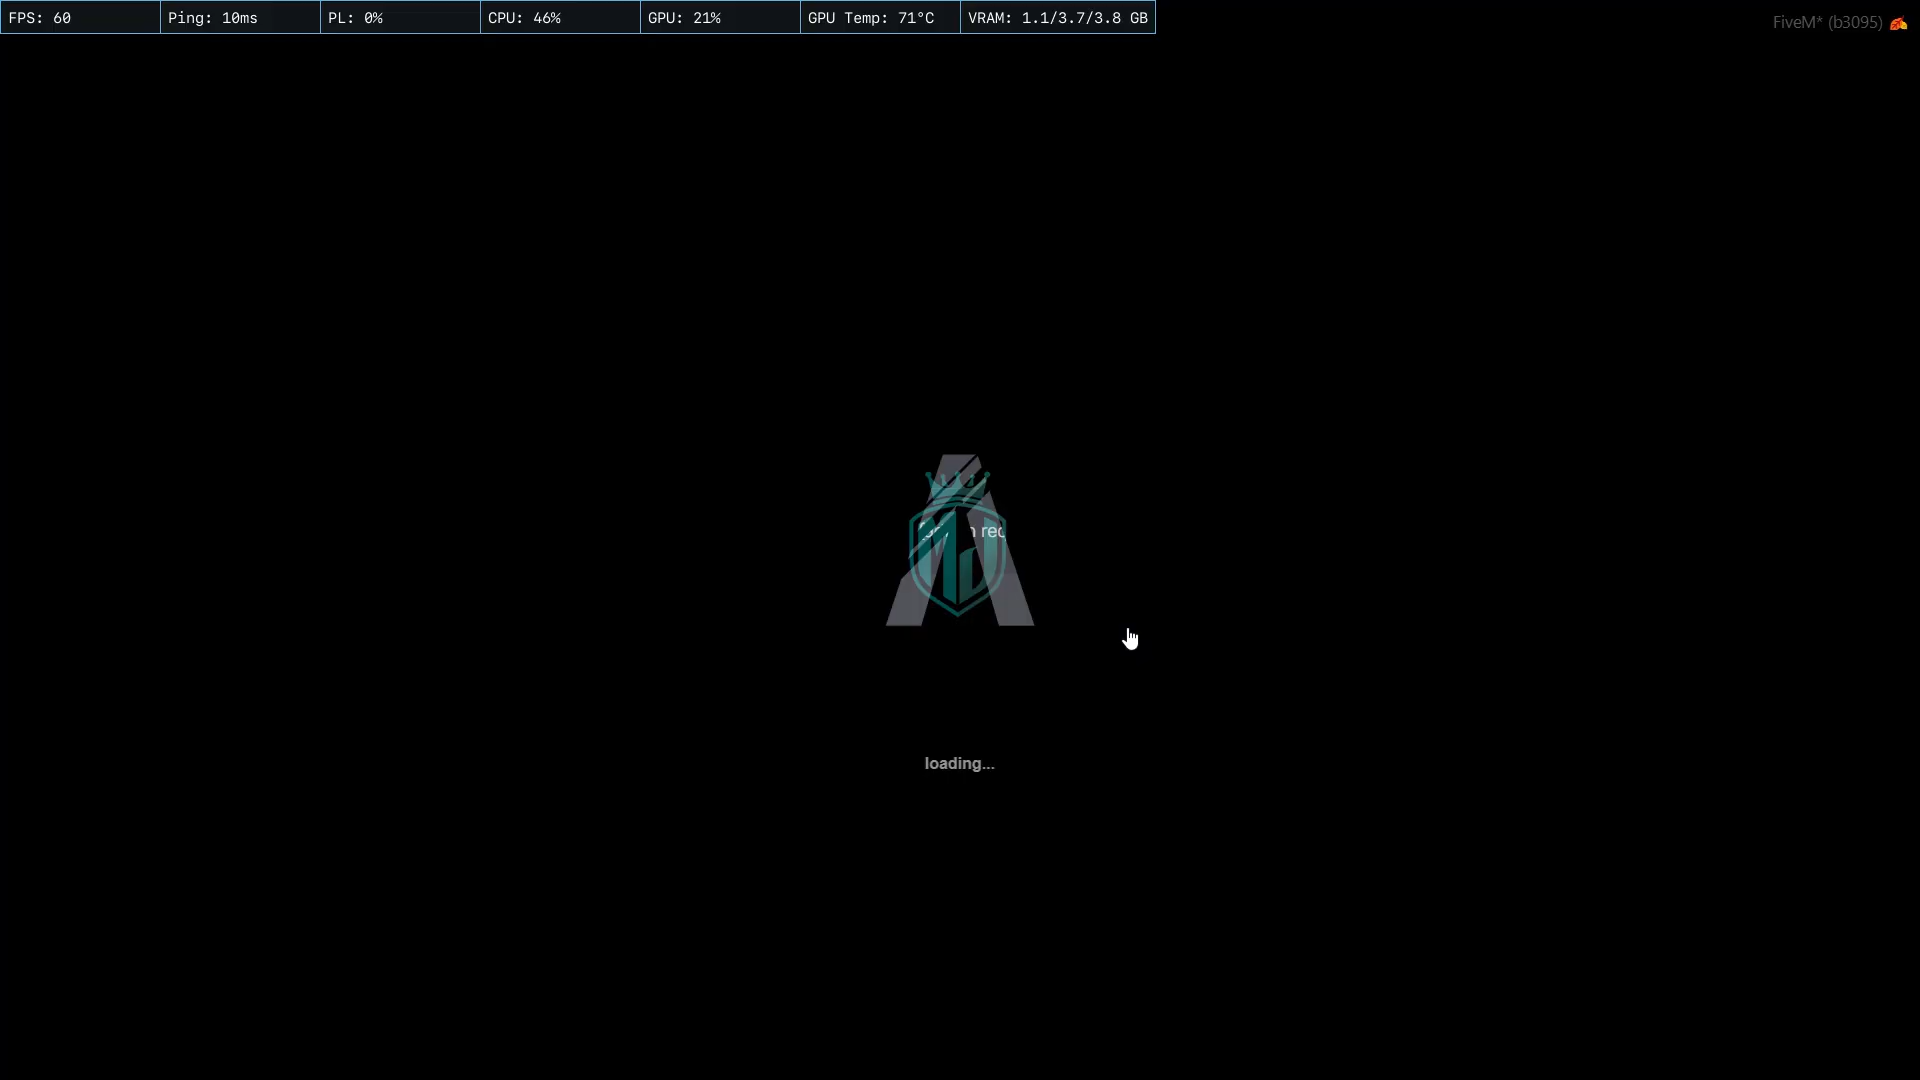 FPS: 60 Ping: 10ms PL: 0% CPU: 46% GPU: 21% GPU Temp: 71°C VRAM: 1.1/3.7/3.8 GB
FiveM* (b3095)
MJ
loading...